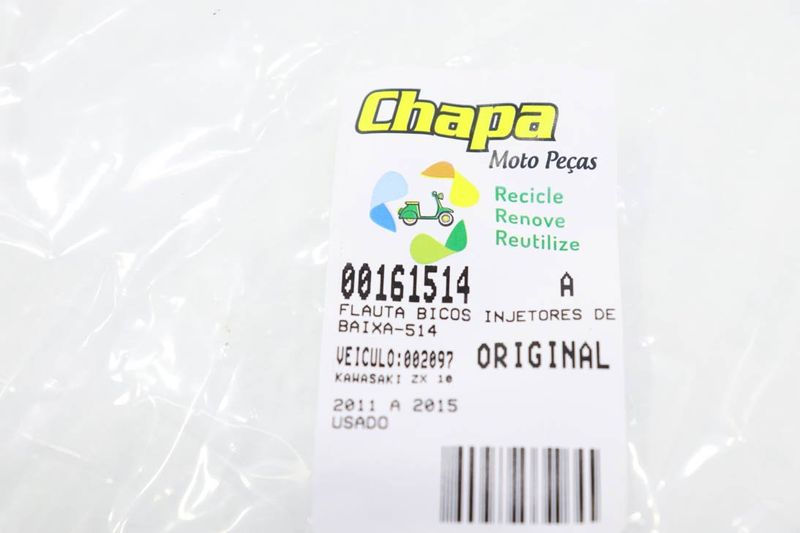 Chapa
Moto Peças
Recicle
Renove
Reutilize
00161514 A
FLAUTA BICOS INJETORES DE
BAIXA-514
VEICULO:002097 ORIGINAL
KAWASAKI ZX 10
2011 A 2015
USADO